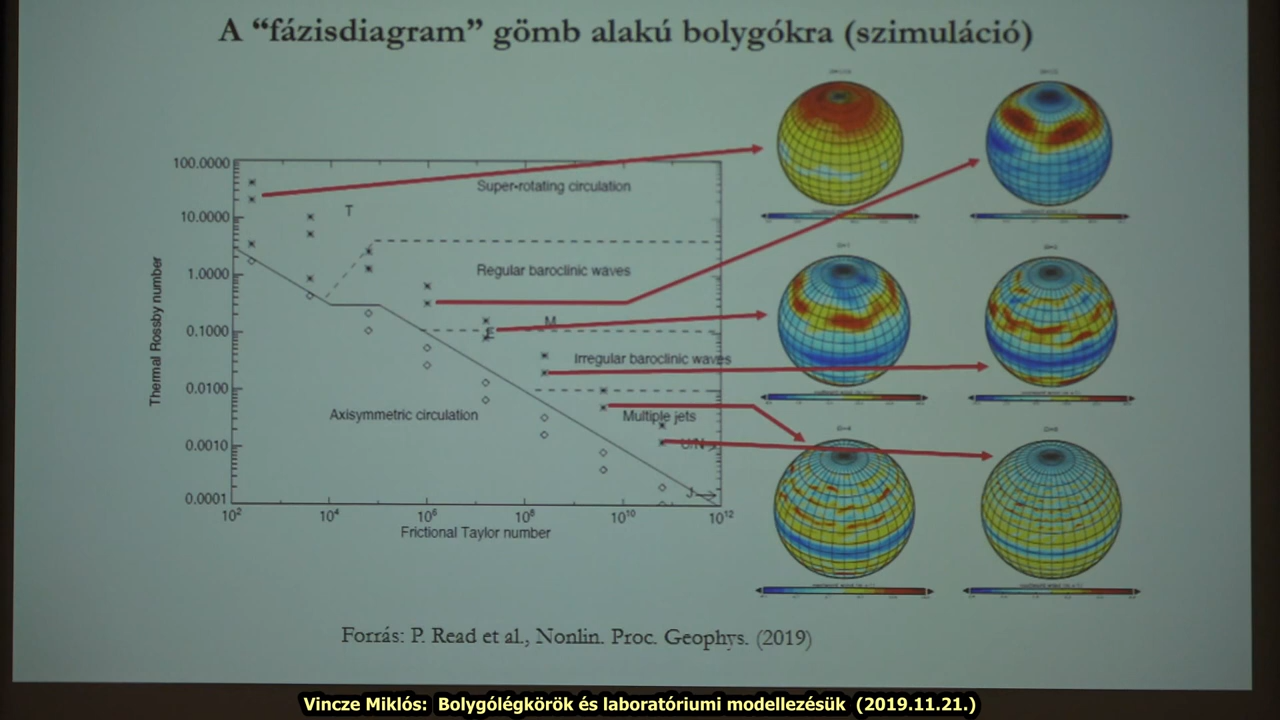 A “fázisdiagram” gömb alakú bolygókra (szimuláció)
100.0000
10.0000
1.0000
0.1000
0.0100
0.0010
0.0001
Thermal Rossby number
Super-rotating circulation
T
Regular baroclinic waves
M
E
Irregular baroclinic waves
Axisymmetric circulation
Multiple jets
U/N
J
10² 10⁴ 10⁶ 10⁸ 10¹⁰ 10¹²
Frictional Taylor number
Forrás: P. Read et al., Nonlin. Proc. Geophys. (2019)
Vincze Miklós: Bolygólégkörök és laboratóriumi modellezésük (2019.11.21.)